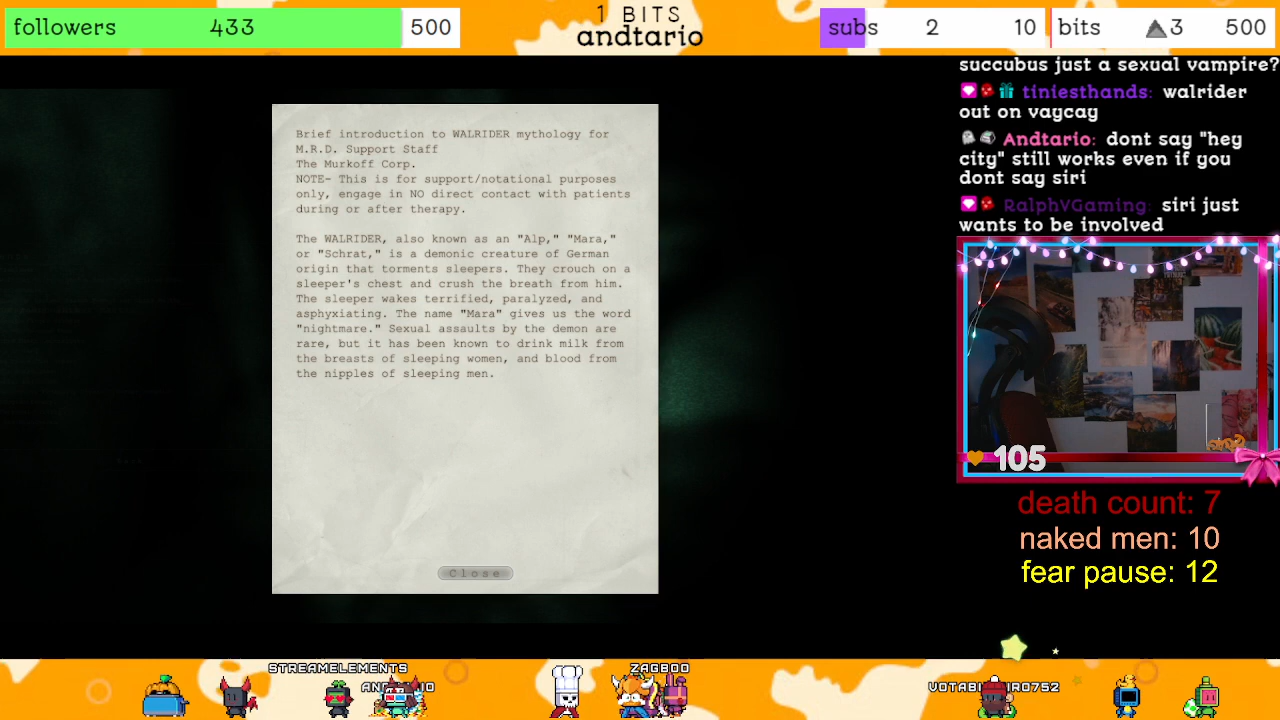 followers 433 500
1 BITS
andtario
subs 2 10
bits 3 500
succubus just a sexual vampire?
tiniesthands: walrider
out on vaycay
Andtario: dont say "hey
city" still works even if you
dont say siri
RalphVGaming: siri just
wants to be involved
Brief introduction to WALRIDER mythology for
M.R.D. Support Staff
The Murkoff Corp.
NOTE- This is for support/notational purposes
only, engage in NO direct contact with patients
during or after therapy.
The WALRIDER, also known as an "Alp," "Mara,"
or "Schrat," is a demonic creature of German
origin that torments sleepers. They crouch on a
sleeper's chest and crush the breath from him.
The sleeper wakes terrified, paralyzed, and
asphyxiating. The name "Mara" gives us the word
"nightmare." Sexual assaults by the demon are
rare, but it has been known to drink milk from
the breasts of sleeping women, and blood from
the nipples of sleeping men.
Close
105
death count: 7
naked men: 10
fear pause: 12
STREAMELEMENTS
ZAGBOO